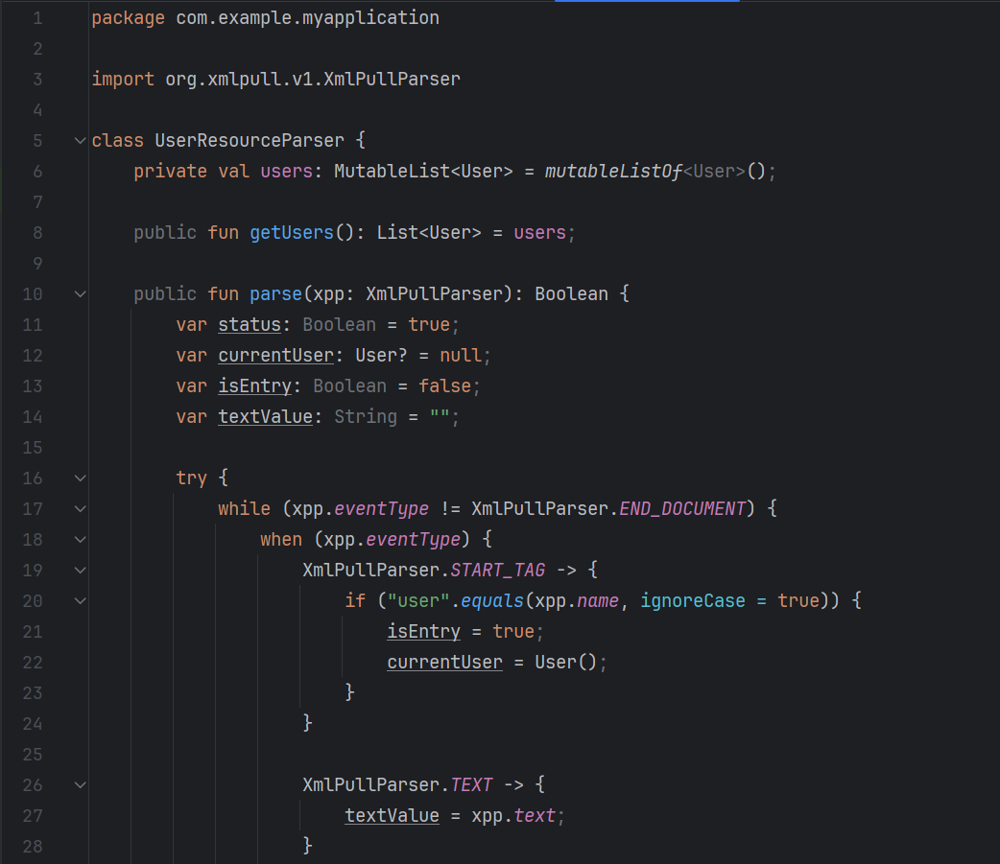 1 package com.example.myapplication
2
3 import org.xmlpull.v1.XmlPullParser
4
5 class UserResourceParser {
6     private val users: MutableList<User> = mutableListOf<User>();
7
8     public fun getUsers(): List<User> = users;
9
10     public fun parse(xpp: XmlPullParser): Boolean {
11         var status: Boolean = true;
12         var currentUser: User? = null;
13         var isEntry: Boolean = false;
14         var textValue: String = "";
15
16         try {
17             while (xpp.eventType != XmlPullParser.END_DOCUMENT) {
18                 when (xpp.eventType) {
19                     XmlPullParser.START_TAG -> {
20                         if ("user".equals(xpp.name, ignoreCase = true)) {
21                             isEntry = true;
22                             currentUser = User();
23                         }
24                     }
25
26                     XmlPullParser.TEXT -> {
27                         textValue = xpp.text;
28                     }